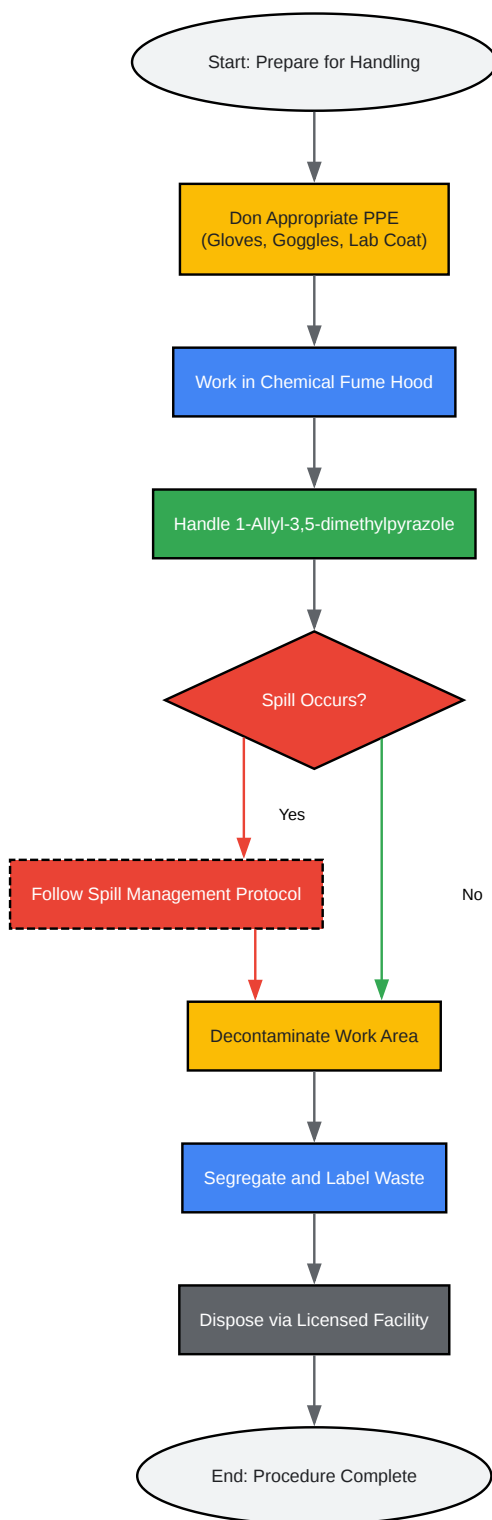 Start: Prepare for Handling
Don Appropriate PPE
(Gloves, Goggles, Lab Coat)
Work in Chemical Fume Hood
Handle 1-Allyl-3,5-dimethylpyrazole
Spill Occurs?
Yes
Follow Spill Management Protocol
No
Decontaminate Work Area
Segregate and Label Waste
Dispose via Licensed Facility
End: Procedure Complete